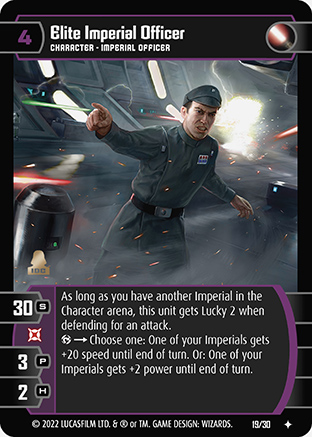 4 Elite Imperial Officer
CHARACTER - IMPERIAL OFFICER
IDC
30 S
3 P
2 H
As long as you have another Imperial in the
Character arena, this unit gets Lucky 2 when
defending for an attack.
→ Choose one: One of your Imperials gets
+20 speed until end of turn. Or: One of your
Imperials gets +2 power until end of turn.
© 2022 LUCASFILM LTD. & ® or TM. GAME DESIGN: WIZARDS. 19/30